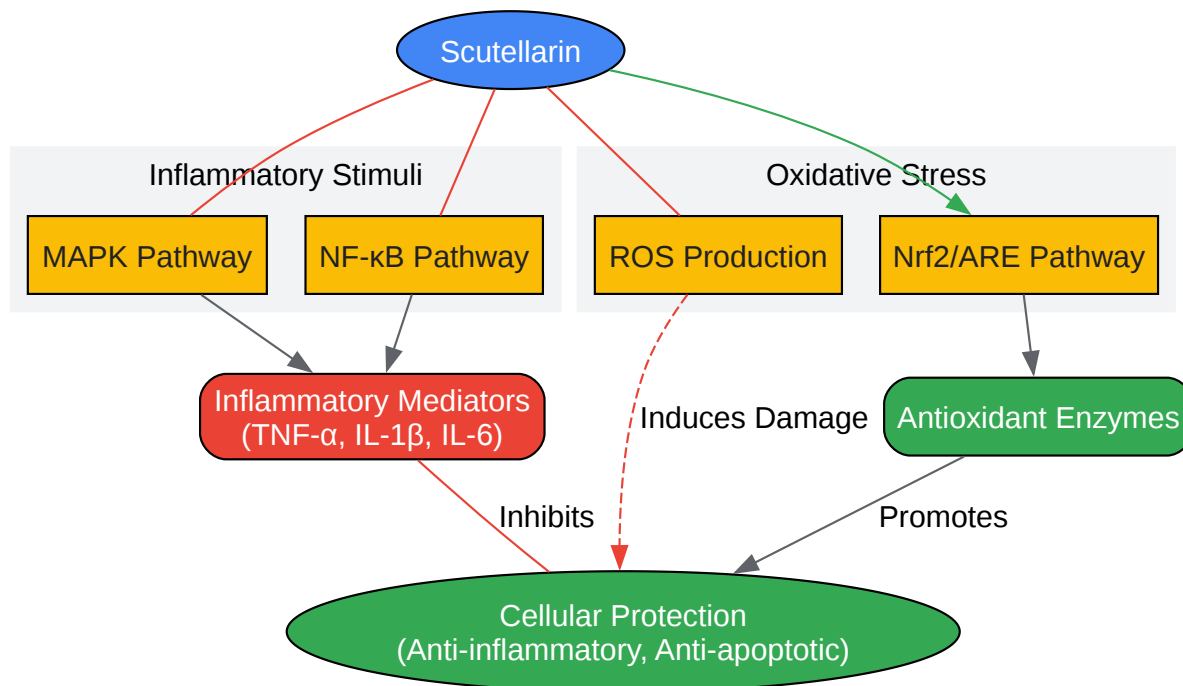 Scutellarin
Inflammatory Stimuli
Oxidative Stress
MAPK Pathway
NF-κB Pathway
ROS Production
Nrf2/ARE Pathway
Inflammatory Mediators
(TNF-α, IL-1β, IL-6)
Induces Damage
Antioxidant Enzymes
Inhibits
Promotes
Cellular Protection
(Anti-inflammatory, Anti-apoptotic)